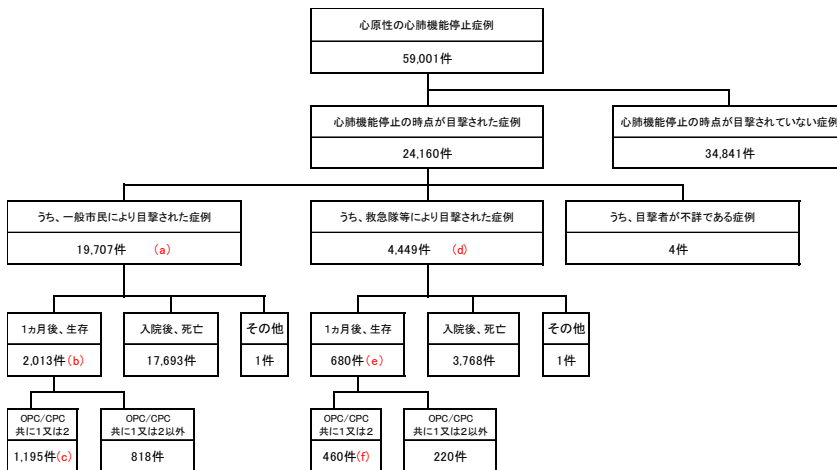 心原性の心肺機能停止症例
59,001件
心肺機能停止の時点が目撃された症例
心肺機能停止の時点が目撃されていない症例
24,160件
34,841件
うち、一般市民により目撃された症例
うち、救急隊等により目撃された症例
うち、目撃者が不詳である症例
19,707件 (a)
4,449件 (d)
4件
1ヵ月後、生存
入院後、死亡
その他
1ヵ月後、生存
入院後、死亡
その他
2,013件(b)
17,693件
1件
680件(e)
3,768件
1件
OPC/CPC
共に1又は2
OPC/CPC
共に1又は2以外
OPC/CPC
共に1又は2
OPC/CPC
共に1又は2以外
1,195件(c)
818件
460件(f)
220件